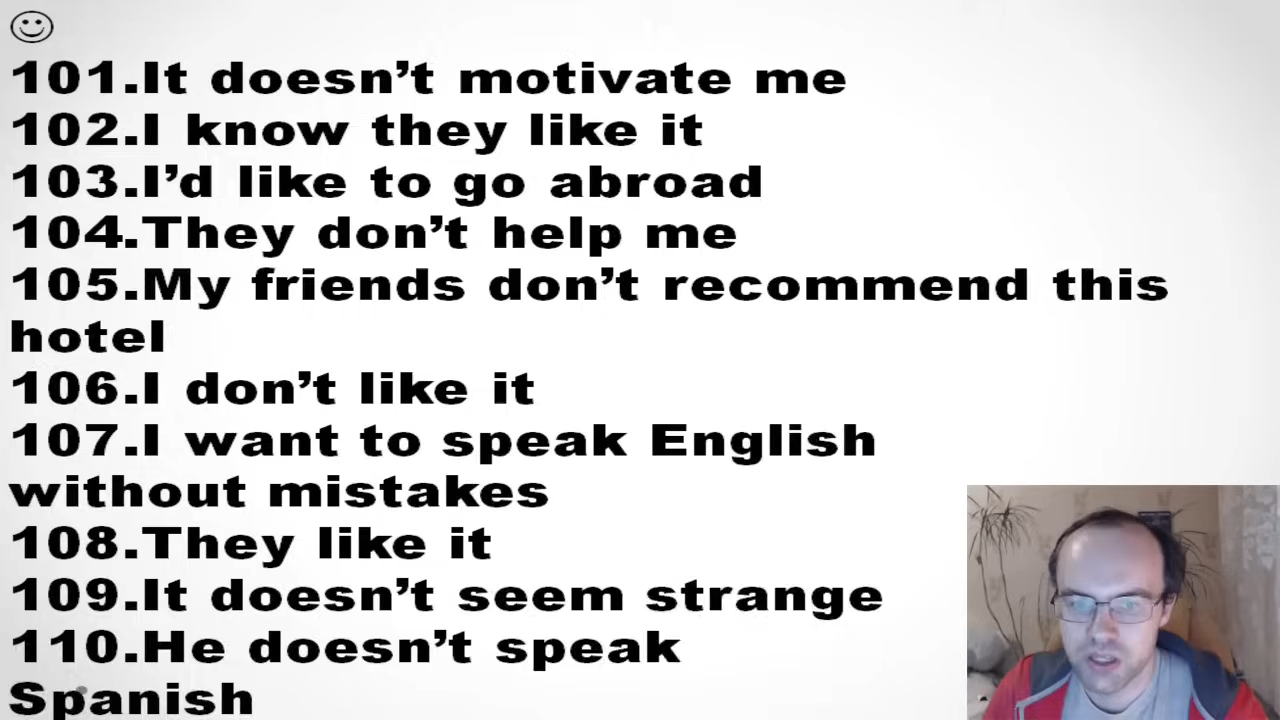 101.It doesn’t motivate me
102.I know they like it
103.I’d like to go abroad
104.They don’t help me
105.My friends don’t recommend this
hotel
106.I don’t like it
107.I want to speak English
without mistakes
108.They like it
109.It doesn’t seem strange
110.He doesn’t speak
Spanish